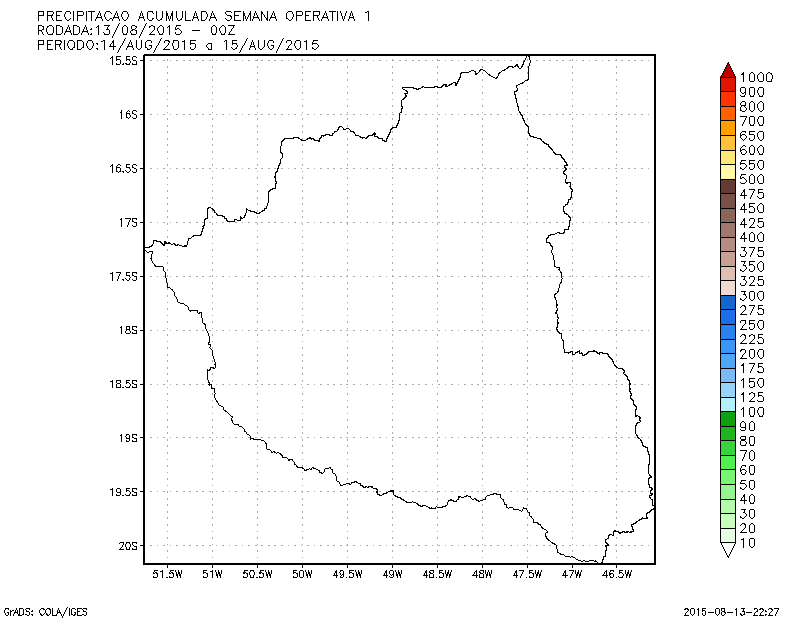 PRECIPITACAO ACUMULADA SEMANA OPERATIVA 1
RODADA:13/08/2015 - 00Z
PERIODO:14/AUG/2015 a 15/AUG/2015
15.5S
16S
16.5S
17S
17.5S
18S
18.5S
19S
19.5S
20S
51.5W 51W 50.5W 50W 49.5W 49W 48.5W 48W 47.5W 47W 46.5W
1000
900
800
700
650
600
550
500
475
450
425
400
375
350
325
300
275
250
225
200
175
150
125
100
90
80
70
60
50
40
30
20
10
GrADS: COLA/IGES
2015-08-13-22:27